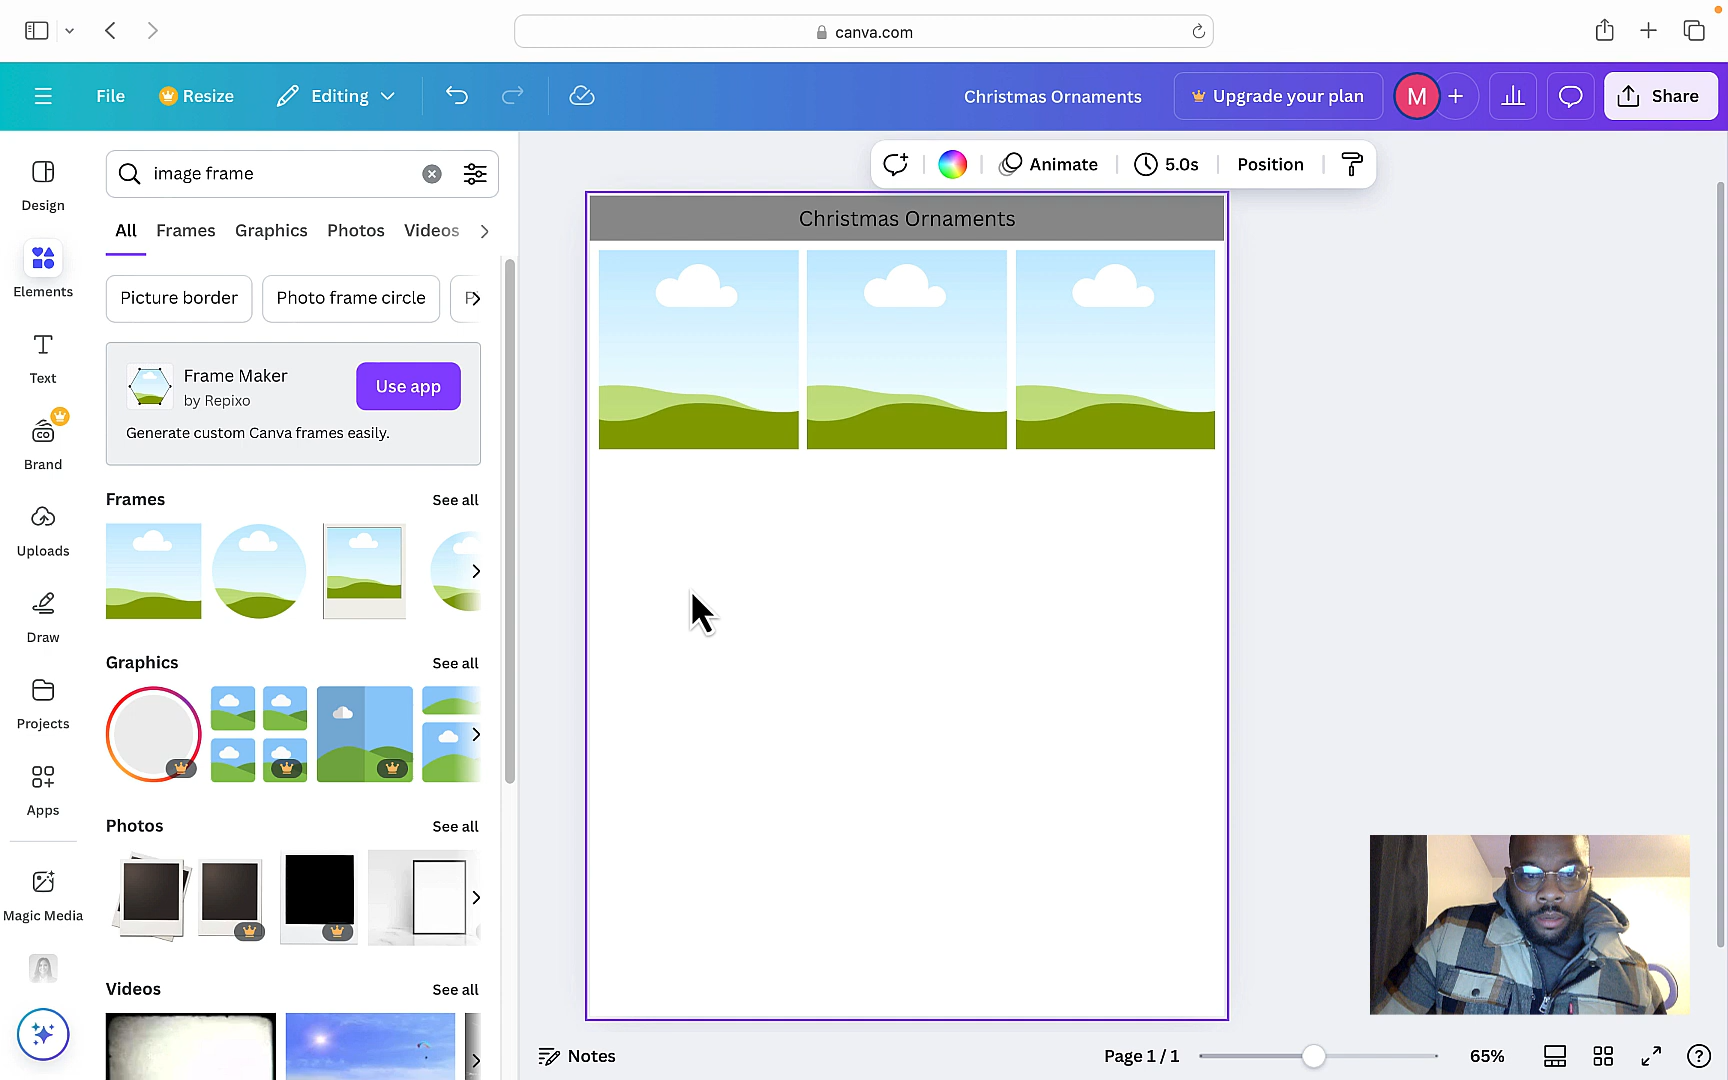 canva.com
File
Resize
Editing
Christmas Ornaments
Upgrade your plan
M
Share
Design
Elements
Text
Brand
Uploads
Draw
Projects
Apps
Magic Media
image frame
All Frames Graphics Photos Videos
Picture border
Photo frame circle
Frame Maker
by Repixo
Use app
Generate custom Canva frames easily.
Frames See all
Graphics See all
Photos See all
Videos See all
Animate
5.0s
Position
Christmas Ornaments
Notes
Page 1 / 1
65%